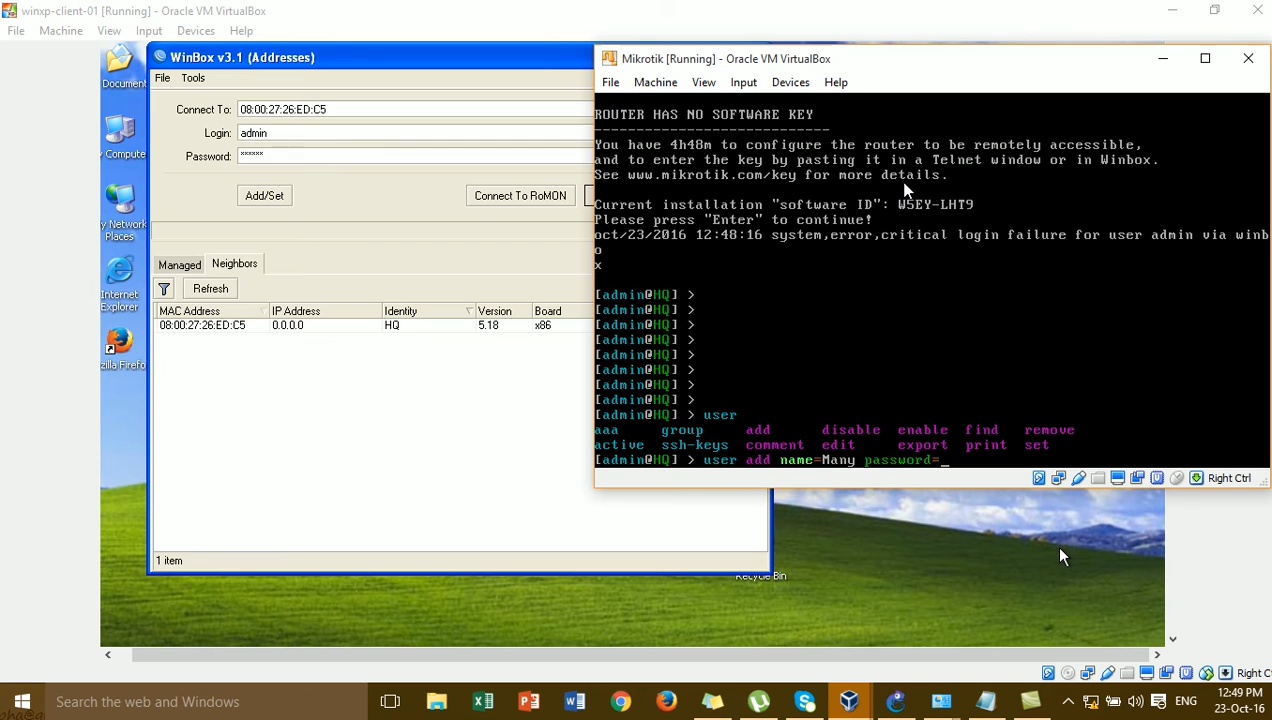 winxp-client-01 [Running] - Oracle VM VirtualBox
File Machine View Input Devices Help
Document
My Computer
My Network
Places
Internet
Explorer
Mozilla Firefox
WinBox v3.1 (Addresses)
File Tools
Connect To: 08:00:27:26:ED:C5
Login: admin
Password: ******
Add/Set Connect To RoMON
Managed Neighbors
Refresh
MAC Address IP Address Identity Version Board
08:00:27:26:ED:C5 0.0.0.0 HQ 5.18 x86
1 item
Recycle Bin
Mikrotik [Running] - Oracle VM VirtualBox
File Machine View Input Devices Help
ROUTER HAS NO SOFTWARE KEY
----------------------------
You have 4h48m to configure the router to be remotely accessible,
and to enter the key by pasting it in a Telnet window or in Winbox.
See www.mikrotik.com/key for more details.
Current installation "software ID": W5EY-LHT9
Please press "Enter" to continue!
oct/23/2016 12:48:16 system,error,critical login failure for user admin via winb
o
x
[admin@HQ] >
[admin@HQ] >
[admin@HQ] >
[admin@HQ] >
[admin@HQ] >
[admin@HQ] >
[admin@HQ] >
[admin@HQ] >
[admin@HQ] > user
aaa group add disable enable find remove
active ssh-keys comment edit export print set
[admin@HQ] > user add name=Many password=_
Right Ctrl
Right Ct
Search the web and Windows
ENG
12:49 PM
23-Oct-16